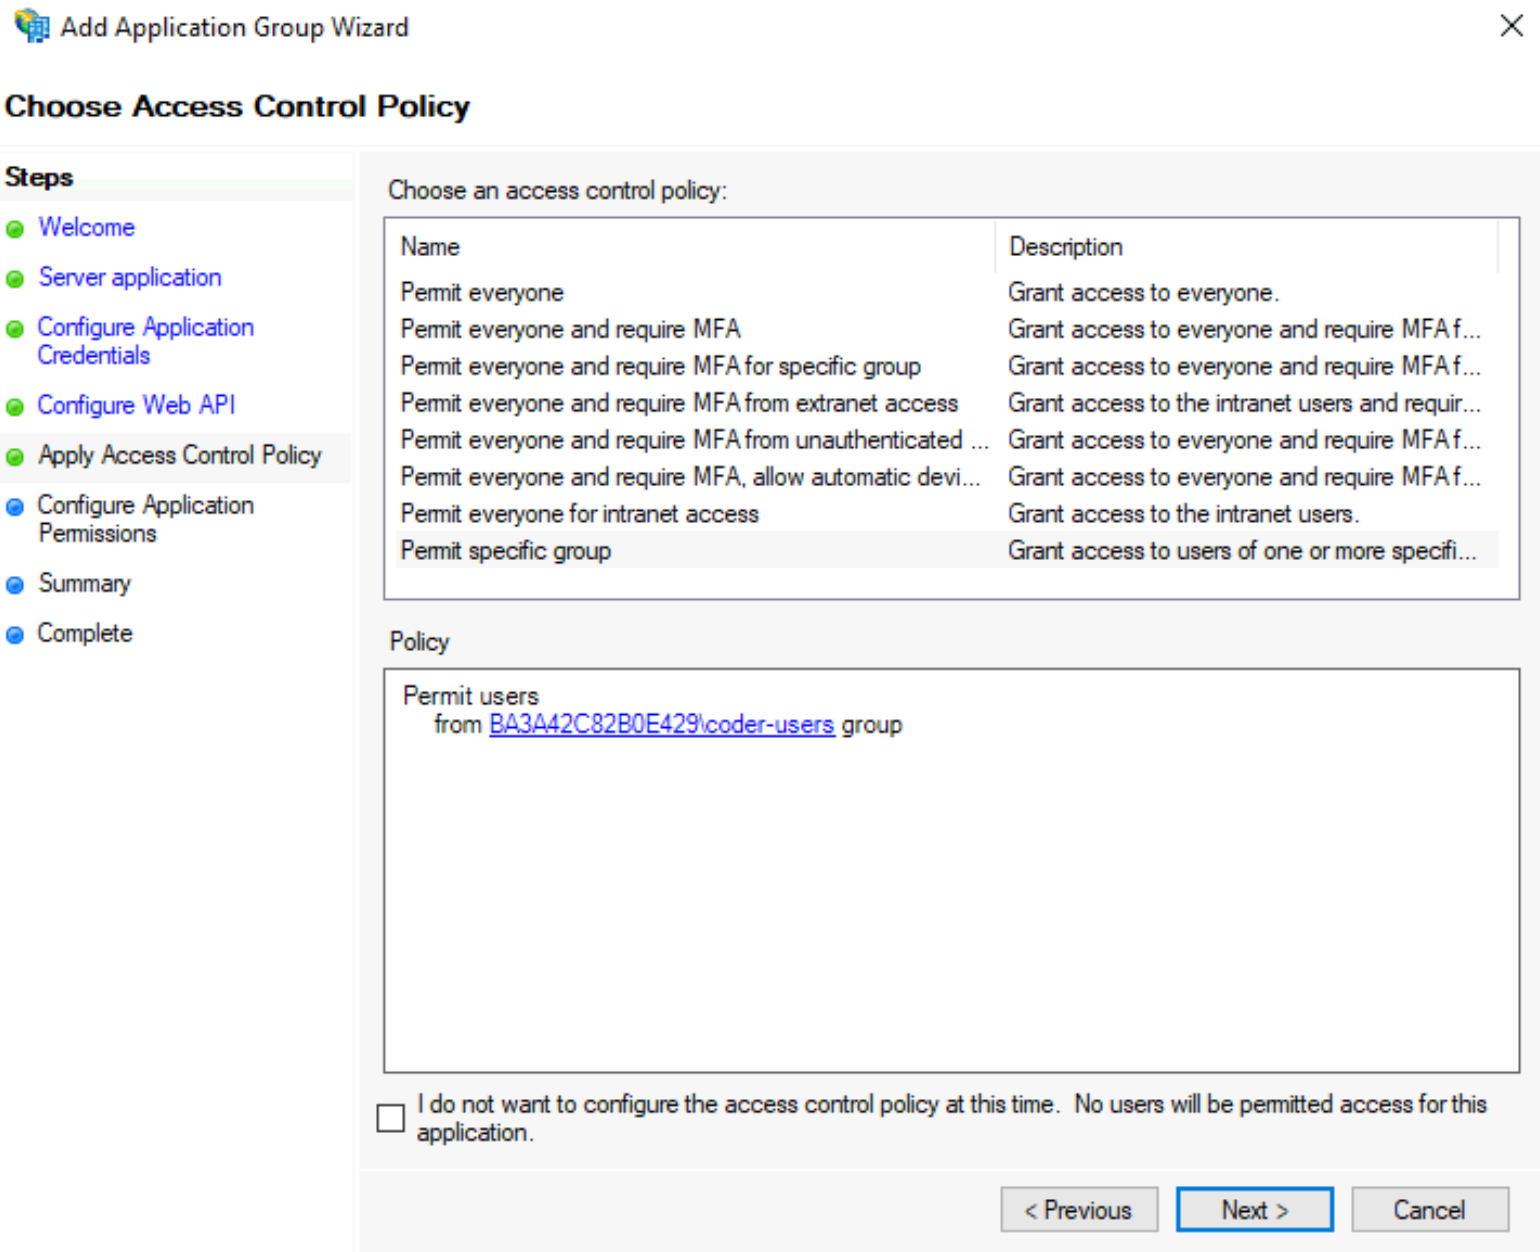 Add Application Group Wizard
Choose Access Control Policy
Steps
Welcome
Server application
Configure Application
Credentials
Configure Web API
Apply Access Control Policy
Configure Application
Permissions
Summary
Complete
Choose an access control policy:
Name Description
Permit everyone Grant access to everyone.
Permit everyone and require MFA Grant access to everyone and require MFA f...
Permit everyone and require MFA for specific group Grant access to everyone and require MFA f...
Permit everyone and require MFA from extranet access Grant access to the intranet users and requir...
Permit everyone and require MFA from unauthenticated ... Grant access to everyone and require MFA f...
Permit everyone and require MFA, allow automatic devi... Grant access to everyone and require MFA f...
Permit everyone for intranet access Grant access to the intranet users.
Permit specific group Grant access to users of one or more specifi...
Policy
Permit users
from BA3A42C82B0E429\coder-users group
I do not want to configure the access control policy at this time. No users will be permitted access for this
application.
< Previous Next > Cancel